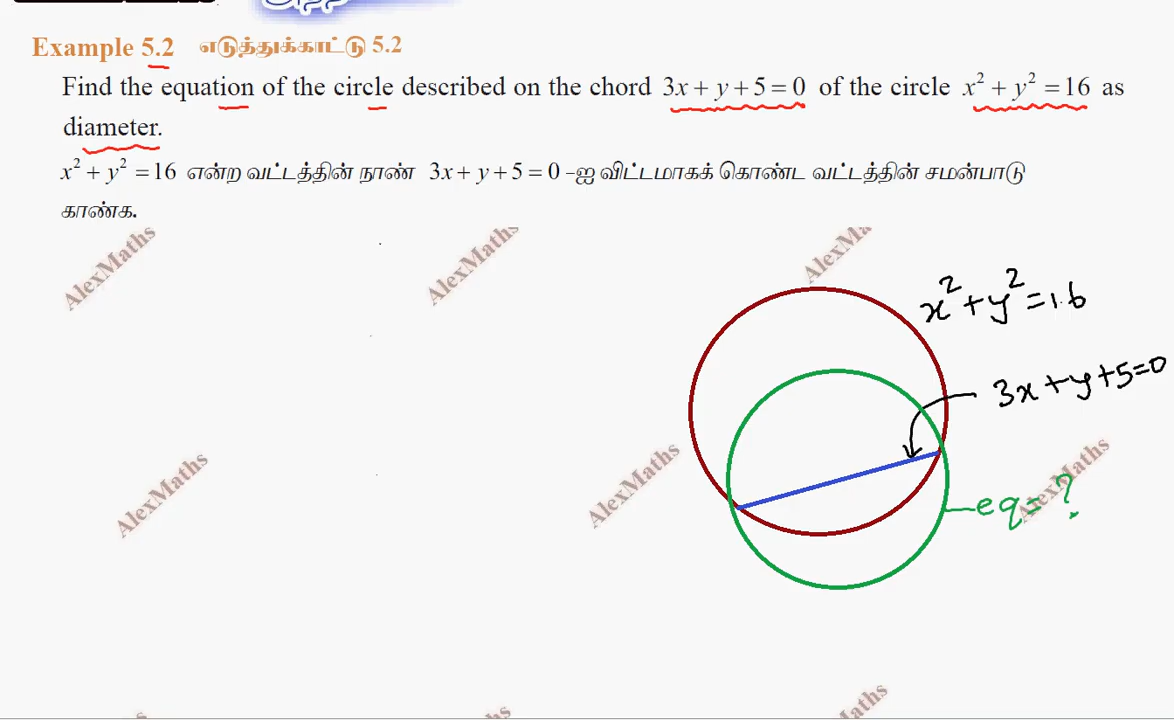 Example 5.2 எடுத்துக்காட்டு 5.2
Find the equation of the circle described on the chord 3x + y + 5 = 0 of the circle x² + y² = 16 as
diameter.
x² + y² = 16 என்ற வட்டத்தின் நாண் 3x + y + 5 = 0 -ஐ விட்டமாகக் கொண்ட வட்டத்தின் சமன்பாடு
காண்க.
AlexMaths AlexMaths
x² + y² = 16
3x + y + 5 = 0
AlexMaths AlexMaths AlexMaths
eq = ?